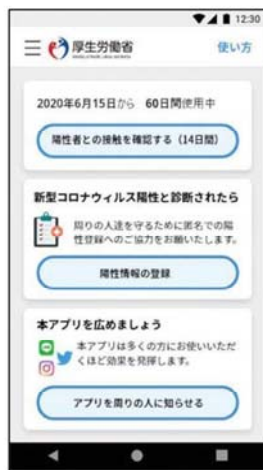 12:30
厚生労働省
使い方
2020年6月15日から 60日間使用中
陽性者との接触を確認する(14日間)
新型コロナウィルス陽性と診断されたら
周りの人達を守るために匿名での陽
性登録へのご協力をお願いいたします。
陽性情報の登録
本アプリを広めましょう
本アプリは多くの方にお使いいただ
くほど効果を発揮します。
アプリを周りの人に知らせる